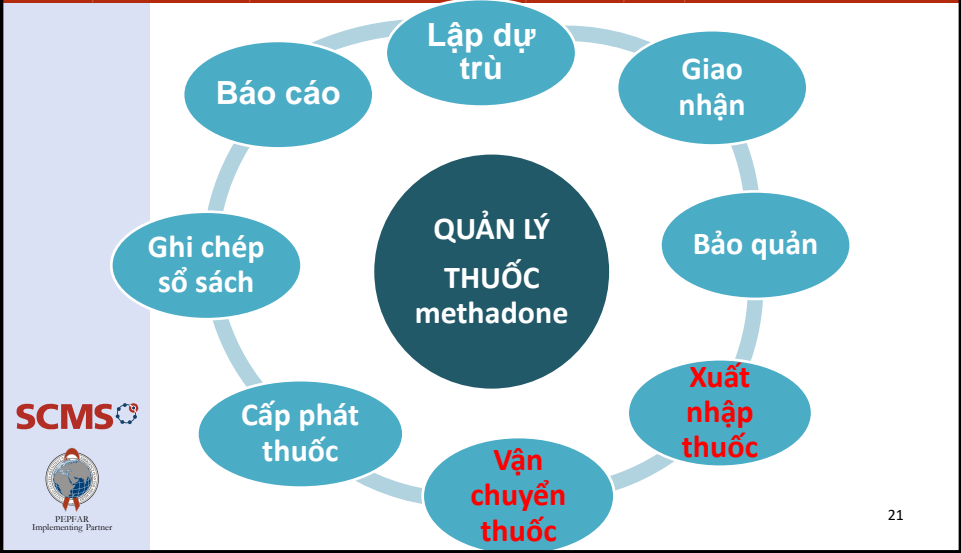 Lập dự
trù
Giao
nhận
Bảo quản
Xuất
nhập
thuốc
Vận
chuyển
thuốc
Cấp phát
thuốc
Ghi chép
sổ sách
Báo cáo
QUẢN LÝ
THUỐC
methadone
SCMS
PEPFAR
Implementing Partner
21